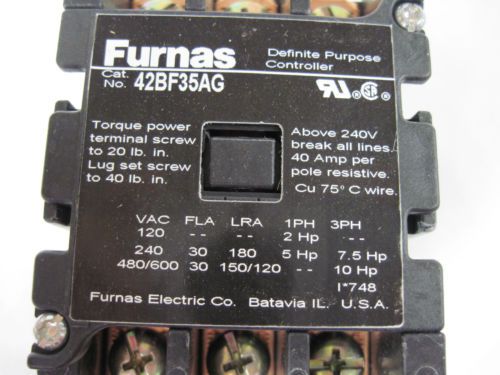 Furnas
Definite Purpose
Controller
Cat.
No. 42BF35AG
Torque power
terminal screw
to 20 lb. in.
Lug set screw
to 40 lb. in.
Above 240V
break all lines.
40 Amp per
pole resistive.
Cu 75° C wire.
VAC FLA LRA 1PH 3PH
120 -- -- 2 Hp --
240 30 180 5 Hp 7.5 Hp
480/600 30 150/120 -- 10 Hp
I*748
Furnas Electric Co. Batavia IL. U.S.A.